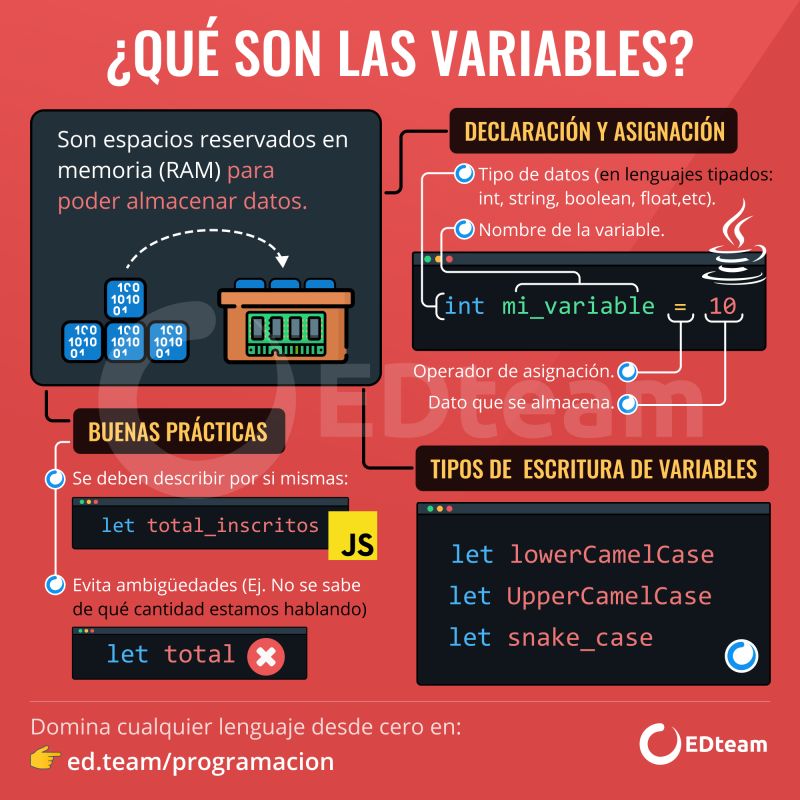 ¿QUÉ SON LAS VARIABLES?
Son espacios reservados en
memoria (RAM) para
poder almacenar datos.
100
1010
01
100
1010
01
100
1010
01
100
1010
01
DECLARACIÓN Y ASIGNACIÓN
Tipo de datos (en lenguajes tipados:
int, string, boolean, float,etc).
Nombre de la variable.
int mi_variable = 10
Operador de asignación.
Dato que se almacena.
EDteam
BUENAS PRÁCTICAS
Se deben describir por si mismas:
let total_inscritos
JS
Evita ambigüedades (Ej. No se sabe
de qué cantidad estamos hablando)
let total
TIPOS DE ESCRITURA DE VARIABLES
let lowerCamelCase
let UpperCamelCase
let snake_case
Domina cualquier lenguaje desde cero en:
ed.team/programacion
EDteam